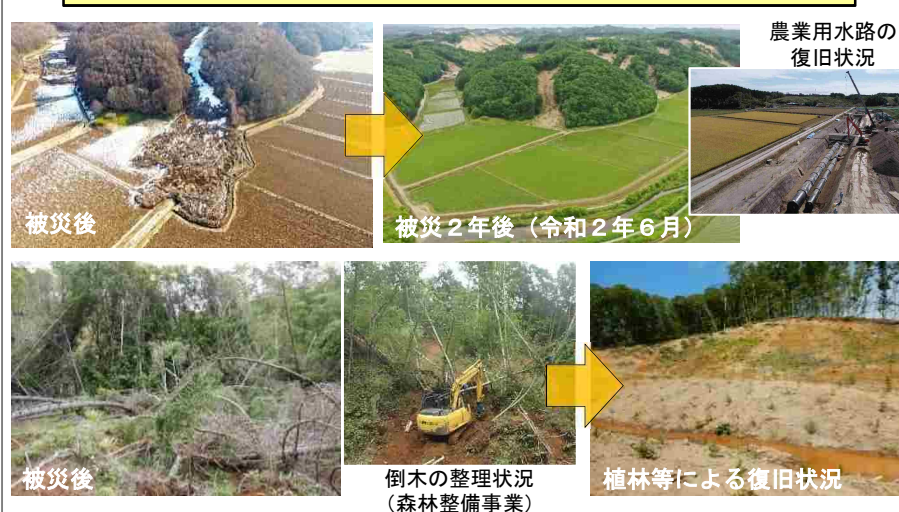 農業用水路の
復旧状況
被災後
被災２年後（令和２年６月）
被災後
倒木の整理状況
（森林整備事業）
植林等による復旧状況